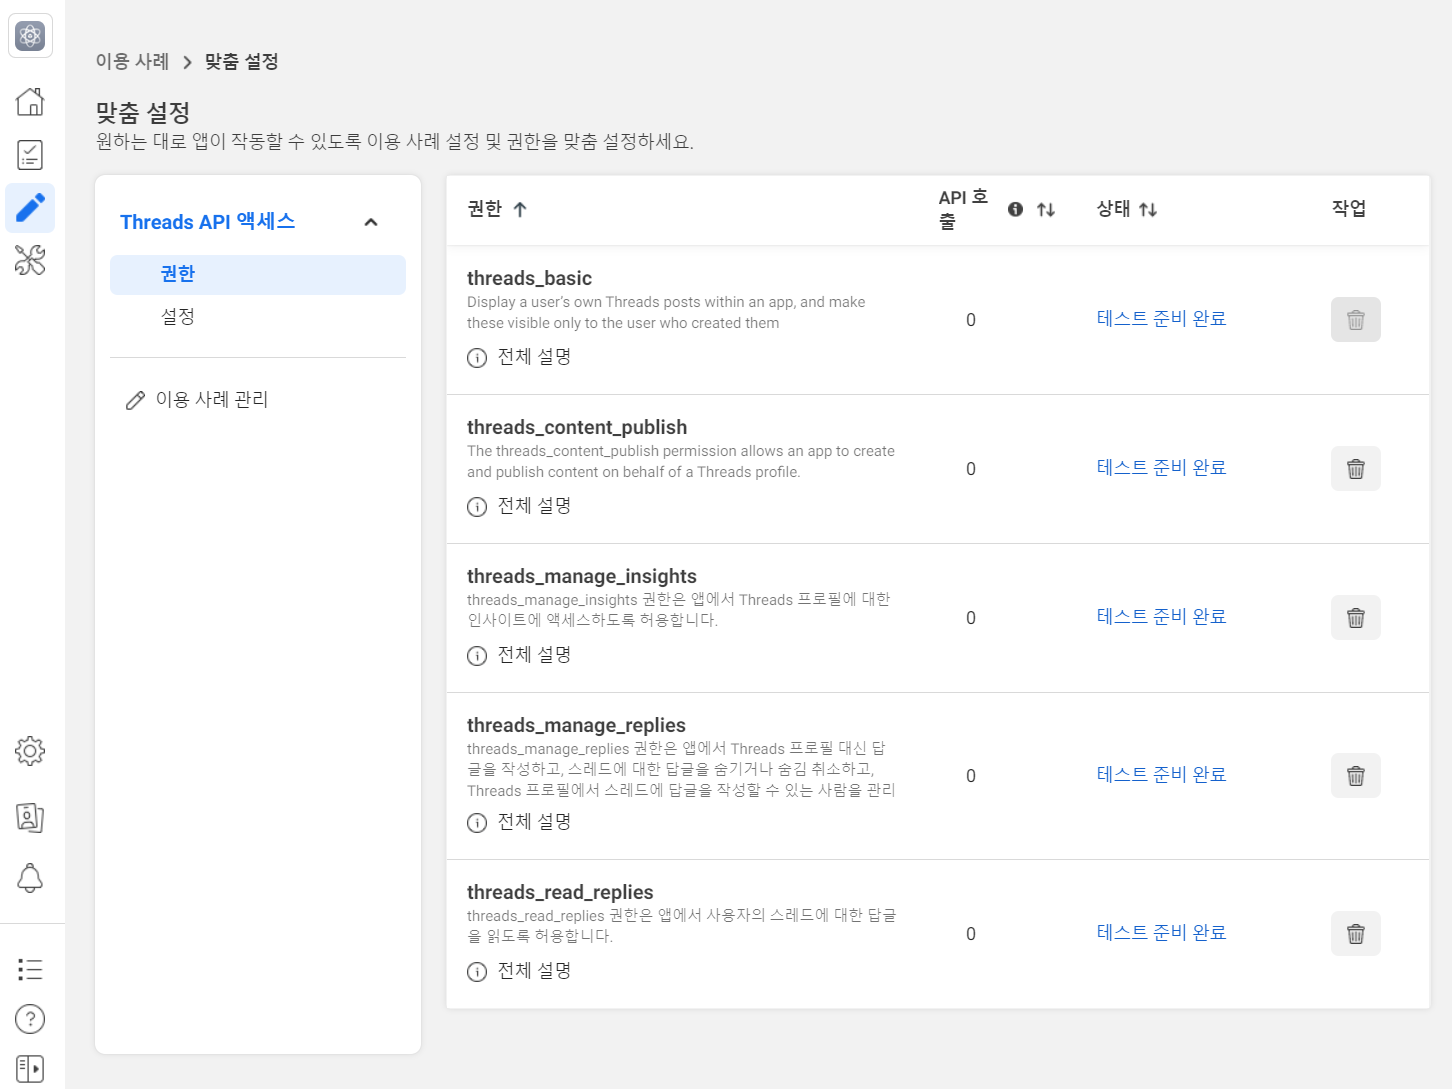 이용 사례 > 맞춤 설정
맞춤 설정
원하는 대로 앱이 작동할 수 있도록 이용 사례 설정 및 권한을 맞춤 설정하세요.
Threads API 액세스
권한
설정
이용 사례 관리
권한
API 호
출
상태
작업
threads_basic
Display a user's own Threads posts within an app, and make
these visible only to the user who created them
전체 설명
0
테스트 준비 완료
threads_content_publish
The threads_content_publish permission allows an app to create
and publish content on behalf of a Threads profile.
전체 설명
0
테스트 준비 완료
threads_manage_insights
threads_manage_insights 권한은 앱에서 Threads 프로필에 대한
인사이트에 액세스하도록 허용합니다.
전체 설명
0
테스트 준비 완료
threads_manage_replies
threads_manage_replies 권한은 앱에서 Threads 프로필 대신 답
글을 작성하고, 스레드에 대한 답글을 숨기거나 숨김 취소하고,
Threads 프로필에서 스레드에 답글을 작성할 수 있는 사람을 관리
전체 설명
0
테스트 준비 완료
threads_read_replies
threads_read_replies 권한은 앱에서 사용자의 스레드에 대한 답글
을 읽도록 허용합니다.
전체 설명
0
테스트 준비 완료